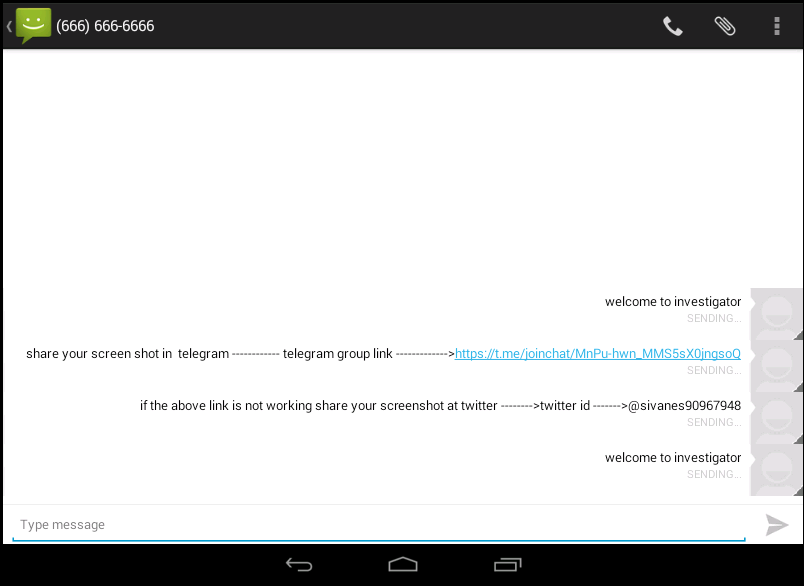 (666) 666-6666
welcome to investigator
SENDING...
share your screen shot in  telegram ------------ telegram group link ------------->https://t.me/joinchat/MnPu-hwn_MMS5sX0jngsoQ
SENDING...
if the above link is not working share your screenshot at twitter -------->twitter id ------->@sivanes90967948
SENDING...
welcome to investigator
SENDING...
Type message